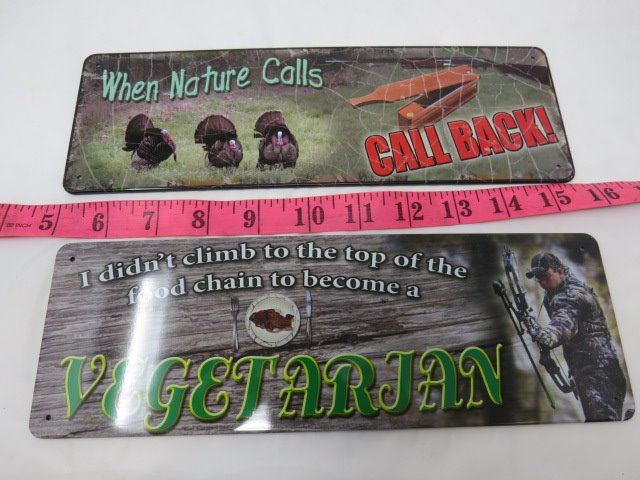 When Nature Calls
CALL BACK!
5 6 7 8 9 10 11 12 13 14 15 16
I didn't climb to the top of the
food chain to become a
VEGETARIAN